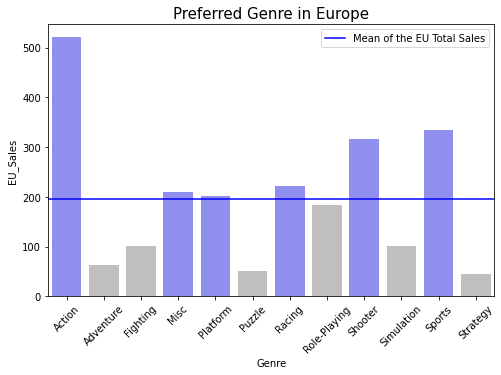 Preferred Genre in Europe
Mean of the EU Total Sales
500
400
300
200
100
0
EU_Sales
Action
Adventure
Fighting
Misc
Platform
Puzzle
Racing
Role-Playing
Shooter
Simulation
Sports
Strategy
Genre